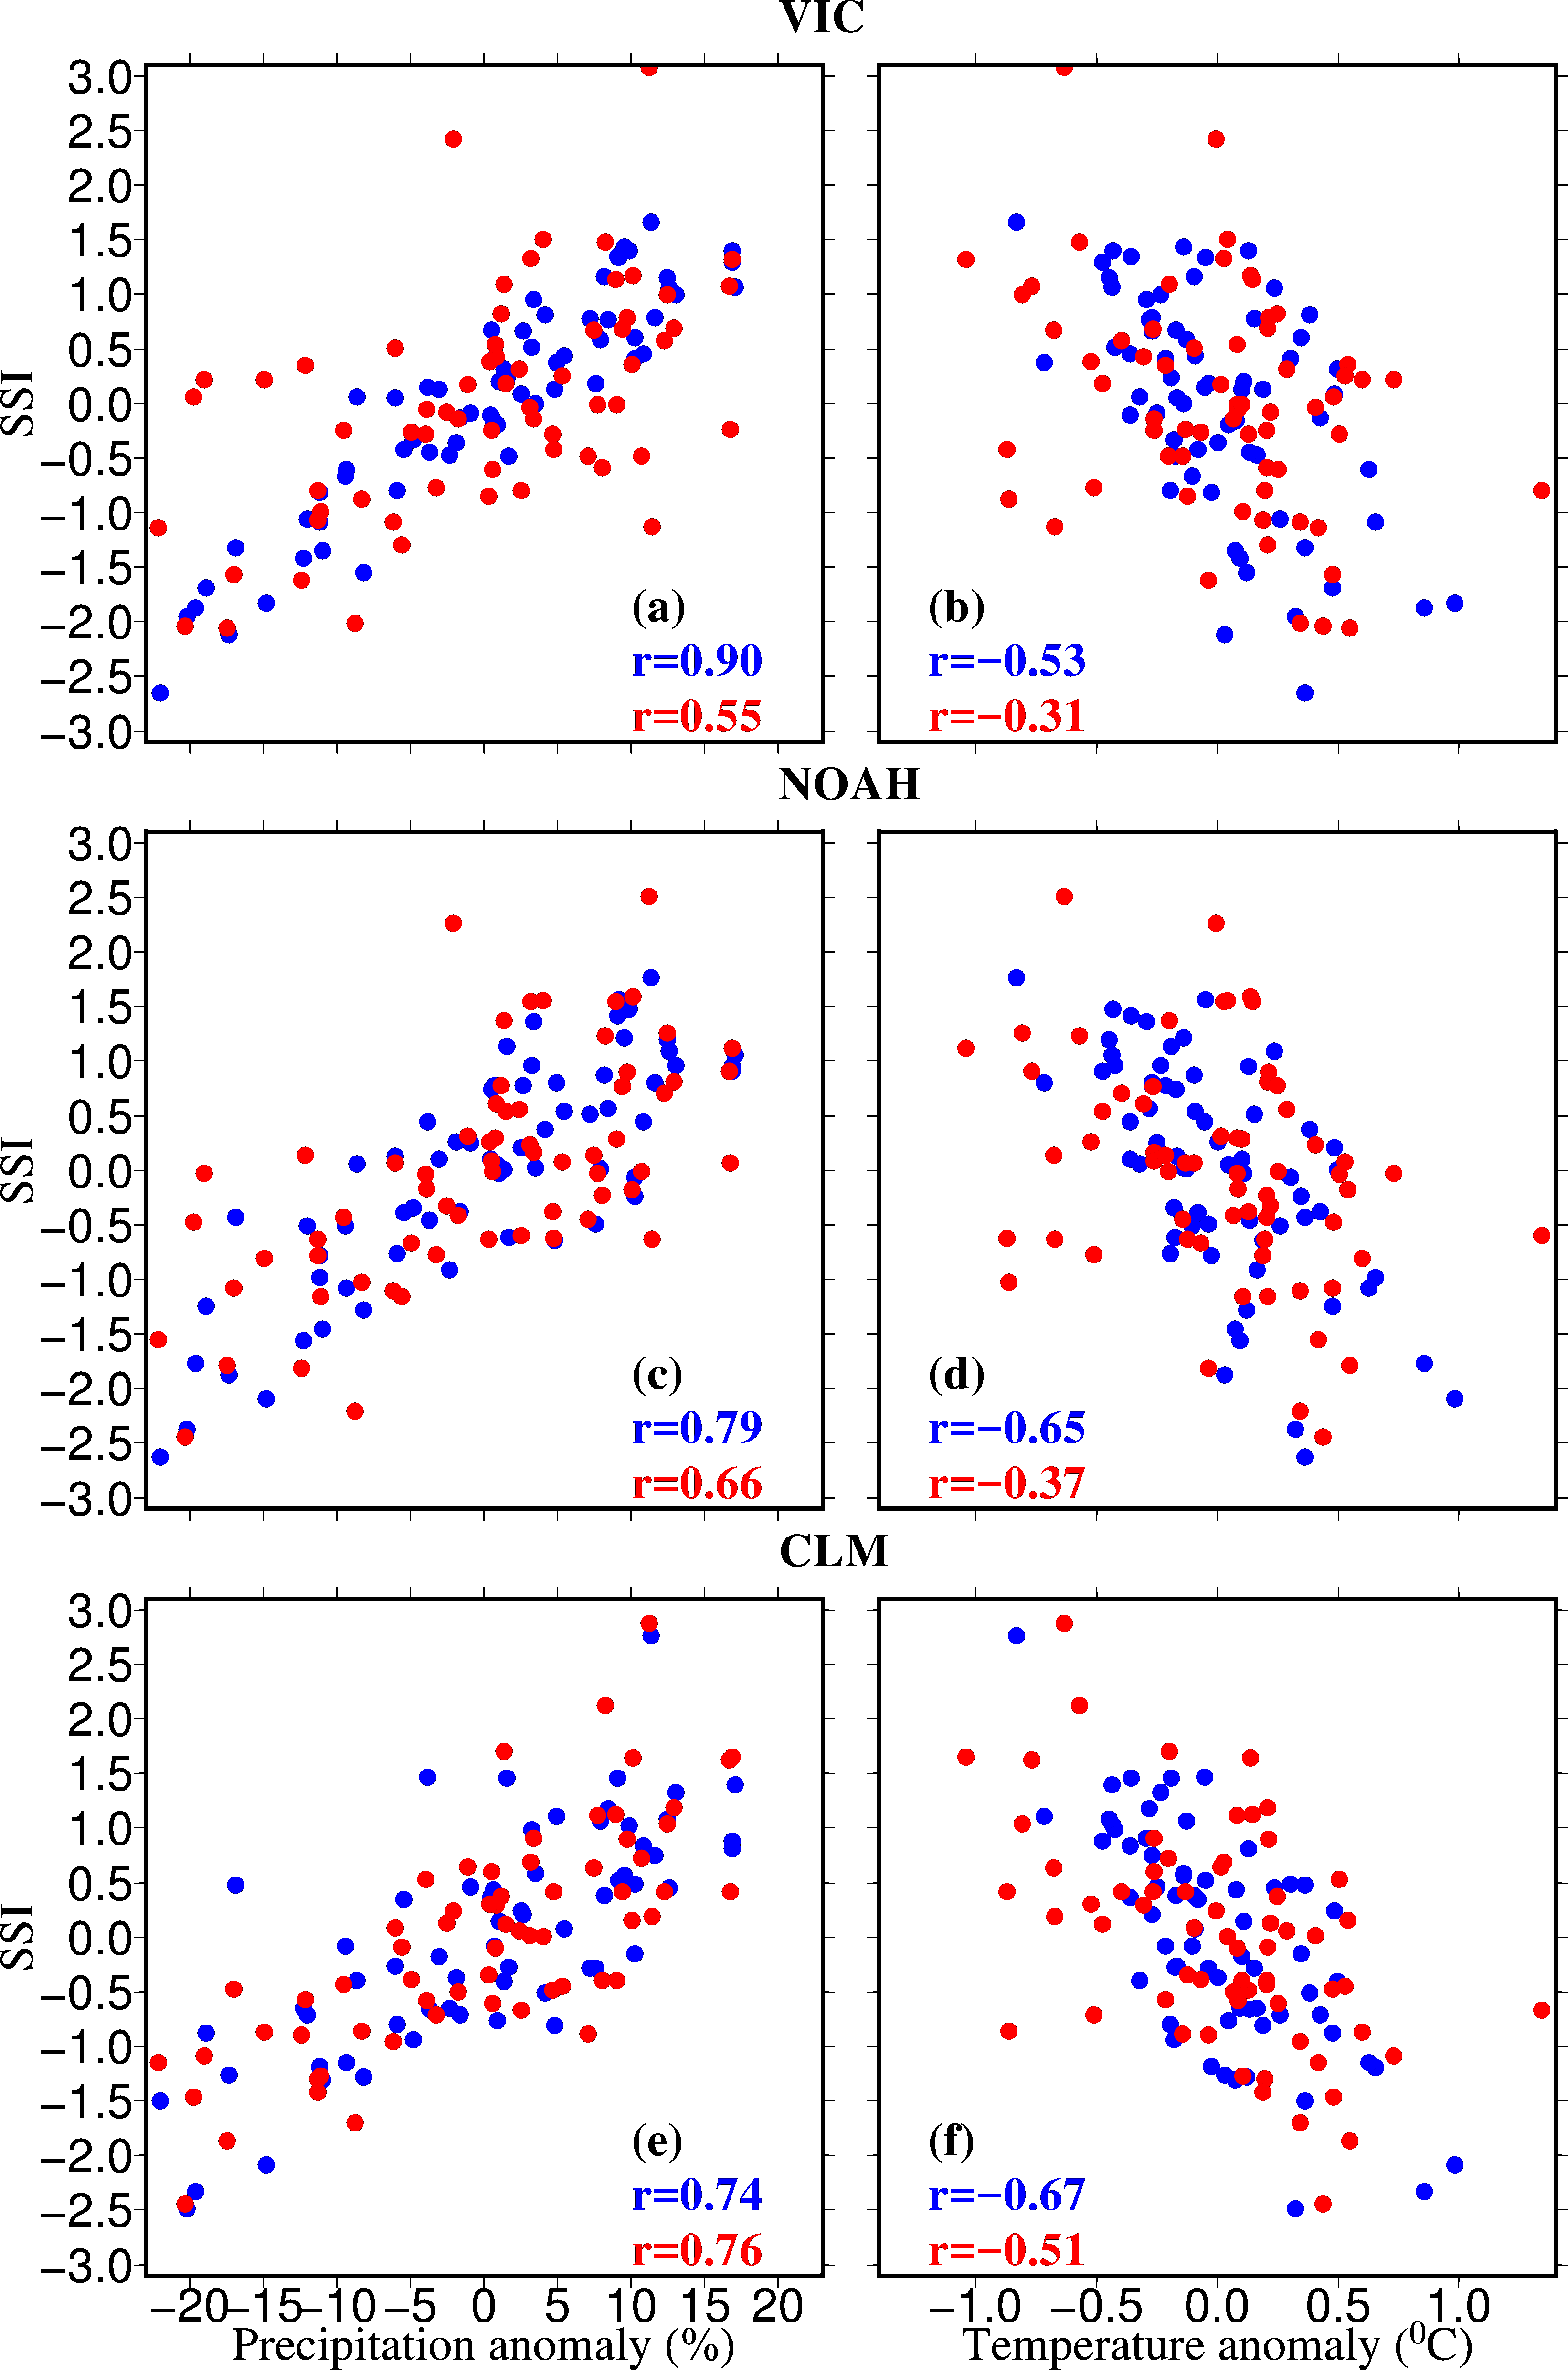 VIC
3.0
2.5
2.0
1.5
1.0
0.5
0.0
−0.5
−1.0
−1.5
−2.0
−2.5
−3.0
SSI
(a)
r=0.90
r=0.55
(b)
r=−0.53
r=−0.31
NOAH
3.0
2.5
2.0
1.5
1.0
0.5
0.0
−0.5
−1.0
−1.5
−2.0
−2.5
−3.0
SSI
(c)
r=0.79
r=0.66
(d)
r=−0.65
r=−0.37
CLM
3.0
2.5
2.0
1.5
1.0
0.5
0.0
−0.5
−1.0
−1.5
−2.0
−2.5
−3.0
SSI
(e)
r=0.74
r=0.76
(f)
r=−0.67
r=−0.51
−20 −15 −10 −5 0 5 10 15 20
Precipitation anomaly (%)
−1.0 −0.5 0.0 0.5 1.0
Temperature anomaly (⁰C)